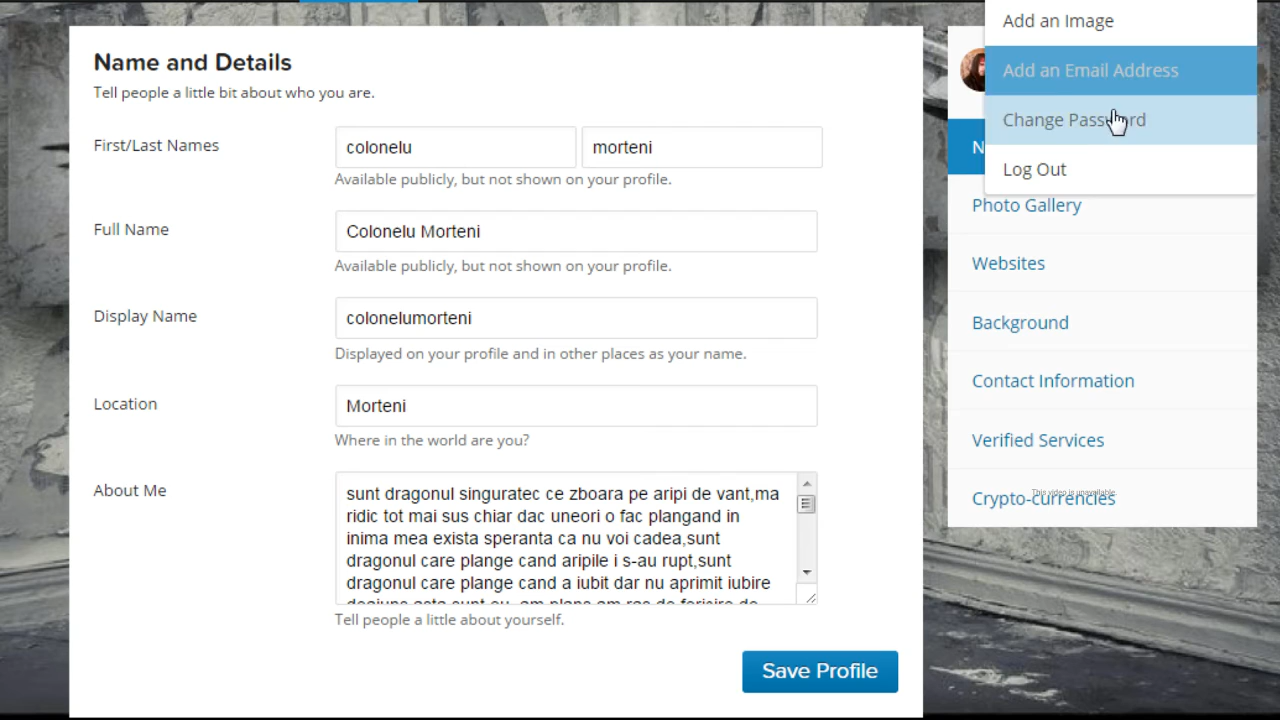 Name and Details
Tell people a little bit about who you are.
First/Last Names
colonelu
morteni
Available publicly, but not shown on your profile.
Full Name
Colonelu Morteni
Available publicly, but not shown on your profile.
Display Name
colonelumorteni
Displayed on your profile and in other places as your name.
Location
Morteni
Where in the world are you?
About Me
sunt dragonul singuratec ce zboara pe aripi de vant,ma
ridic tot mai sus chiar dac uneori o fac plangand in
inima mea exista speranta ca nu voi cadea,sunt
dragonul care plange cand aripile i s-au rupt,sunt
dragonul care plange cand a iubit dar nu aprimit iubire
Tell people a little about yourself.
Save Profile
Add an Image
Add an Email Address
Change Password
Log Out
N
Photo Gallery
Websites
Background
Contact Information
Verified Services
This video is unavailable.
Crypto-currencies